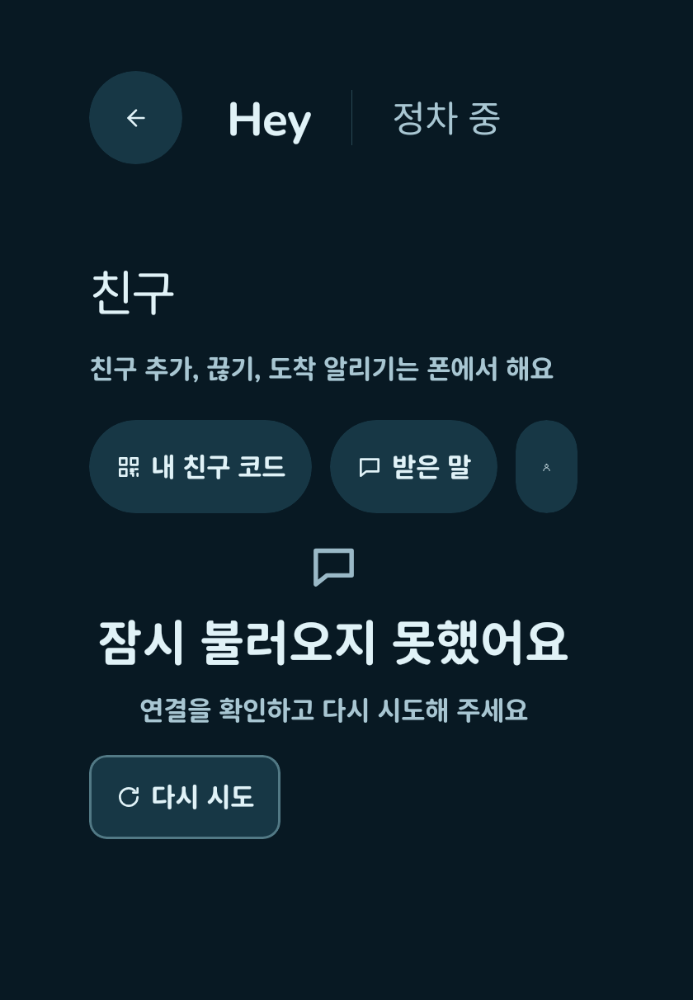 Hey 정차 중
친구
친구 추가, 끊기, 도착 알리기는 폰에서 해요
내 친구 코드 받은 말
잠시 불러오지 못했어요
연결을 확인하고 다시 시도해 주세요
다시 시도